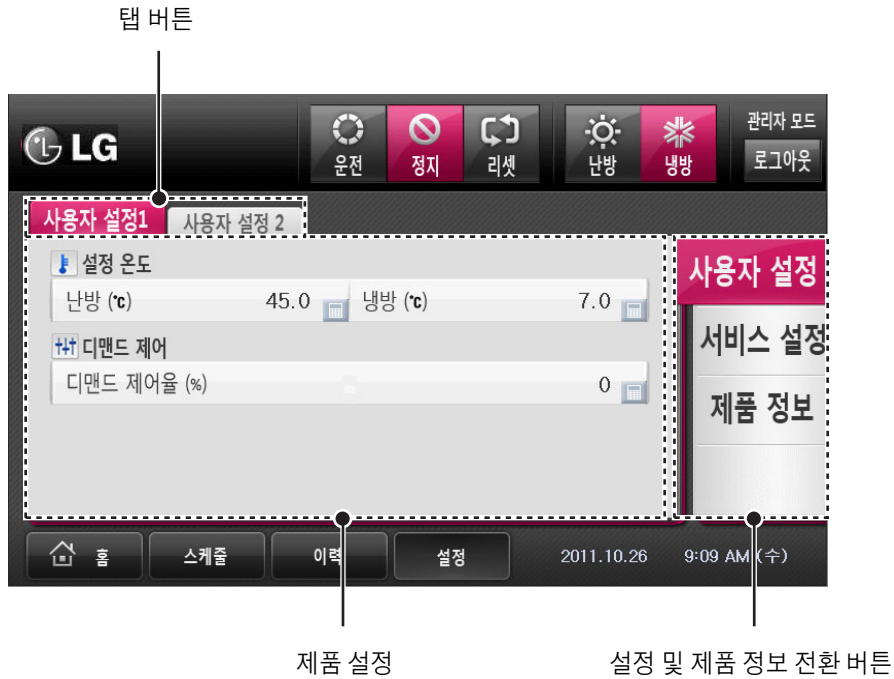 탭 버튼
LG
운전
정지
리셋
난방
냉방
관리자 모드
로그아웃
사용자 설정1
사용자 설정 2
설정 온도
난방 (℃) 45.0 냉방 (℃) 7.0
디맨드 제어
디맨드 제어율 (%) 0
사용자 설정
서비스 설정
제품 정보
홈 스케줄 이력 설정 2011.10.26 9:09 AM (수)
제품 설정
설정 및 제품 정보 전환 버튼